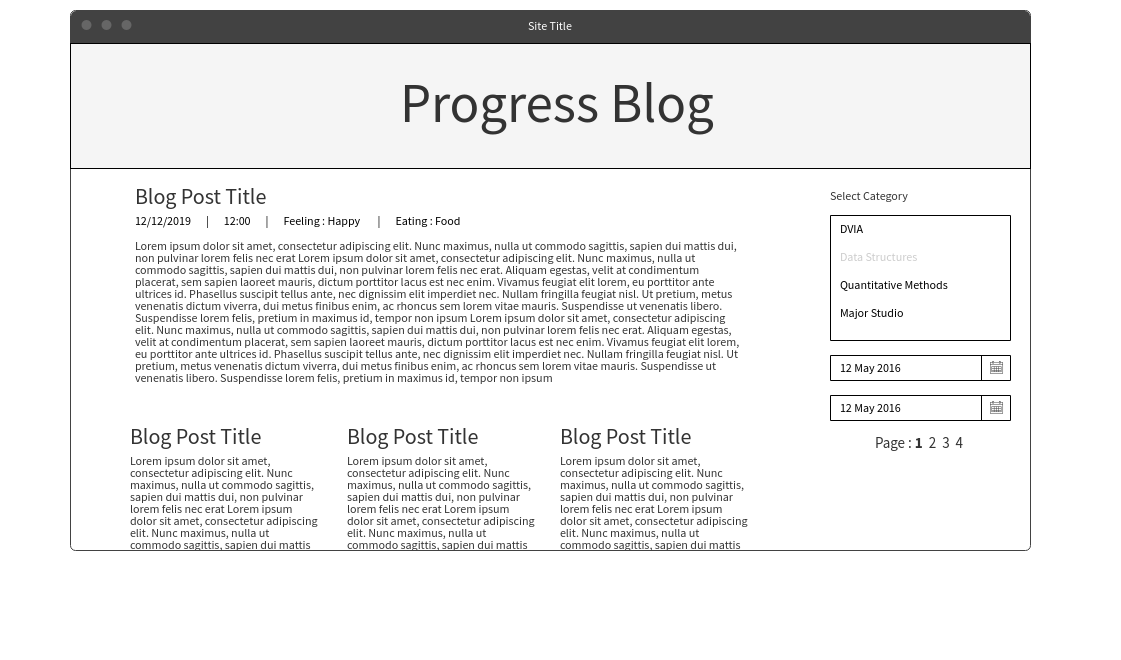 Site Title
Progress Blog
Blog Post Title
12/12/2019 | 12:00 | Feeling : Happy | Eating : Food
Lorem ipsum dolor sit amet, consectetur adipiscing elit. Nunc maximus, nulla ut commodo sagittis, sapien dui mattis dui,
non pulvinar lorem felis nec erat Lorem ipsum dolor sit amet, consectetur adipiscing elit. Nunc maximus, nulla ut
commodo sagittis, sapien dui mattis dui, non pulvinar lorem felis nec erat. Aliquam egestas, velit at condimentum
placerat, sem sapien laoreet mauris, dictum porttitor lacus est nec enim. Vivamus feugiat elit lorem, eu porttitor ante
ultrices id. Phasellus suscipit tellus ante, nec dignissim elit imperdiet nec. Nullam fringilla feugiat nisl. Ut pretium, metus
venenatis dictum viverra, dui metus finibus enim, ac rhoncus sem lorem vitae mauris. Suspendisse ut venenatis libero.
Suspendisse lorem felis, pretium in maximus id, tempor non ipsum Lorem ipsum dolor sit amet, consectetur adipiscing
elit. Nunc maximus, nulla ut commodo sagittis, sapien dui mattis dui, non pulvinar lorem felis nec erat. Aliquam egestas,
velit at condimentum placerat, sem sapien laoreet mauris, dictum porttitor lacus est nec enim. Vivamus feugiat elit lorem,
eu porttitor ante ultrices id. Phasellus suscipit tellus ante, nec dignissim elit imperdiet nec. Nullam fringilla feugiat nisl. Ut
pretium, metus venenatis dictum viverra, dui metus finibus enim, ac rhoncus sem lorem vitae mauris. Suspendisse ut
venenatis libero. Suspendisse lorem felis, pretium in maximus id, tempor non ipsum
Blog Post Title
Lorem ipsum dolor sit amet,
consectetur adipiscing elit. Nunc
maximus, nulla ut commodo sagittis,
sapien dui mattis dui, non pulvinar
lorem felis nec erat Lorem ipsum
dolor sit amet, consectetur adipiscing
elit. Nunc maximus, nulla ut
commodo sagittis, sapien dui mattis
Blog Post Title
Lorem ipsum dolor sit amet,
consectetur adipiscing elit. Nunc
maximus, nulla ut commodo sagittis,
sapien dui mattis dui, non pulvinar
lorem felis nec erat Lorem ipsum
dolor sit amet, consectetur adipiscing
elit. Nunc maximus, nulla ut
commodo sagittis, sapien dui mattis
Blog Post Title
Lorem ipsum dolor sit amet,
consectetur adipiscing elit. Nunc
maximus, nulla ut commodo sagittis,
sapien dui mattis dui, non pulvinar
lorem felis nec erat Lorem ipsum
dolor sit amet, consectetur adipiscing
elit. Nunc maximus, nulla ut
commodo sagittis, sapien dui mattis
Select Category
DVIA
Data Structures
Quantitative Methods
Major Studio
12 May 2016
12 May 2016
Page : 1 2 3 4